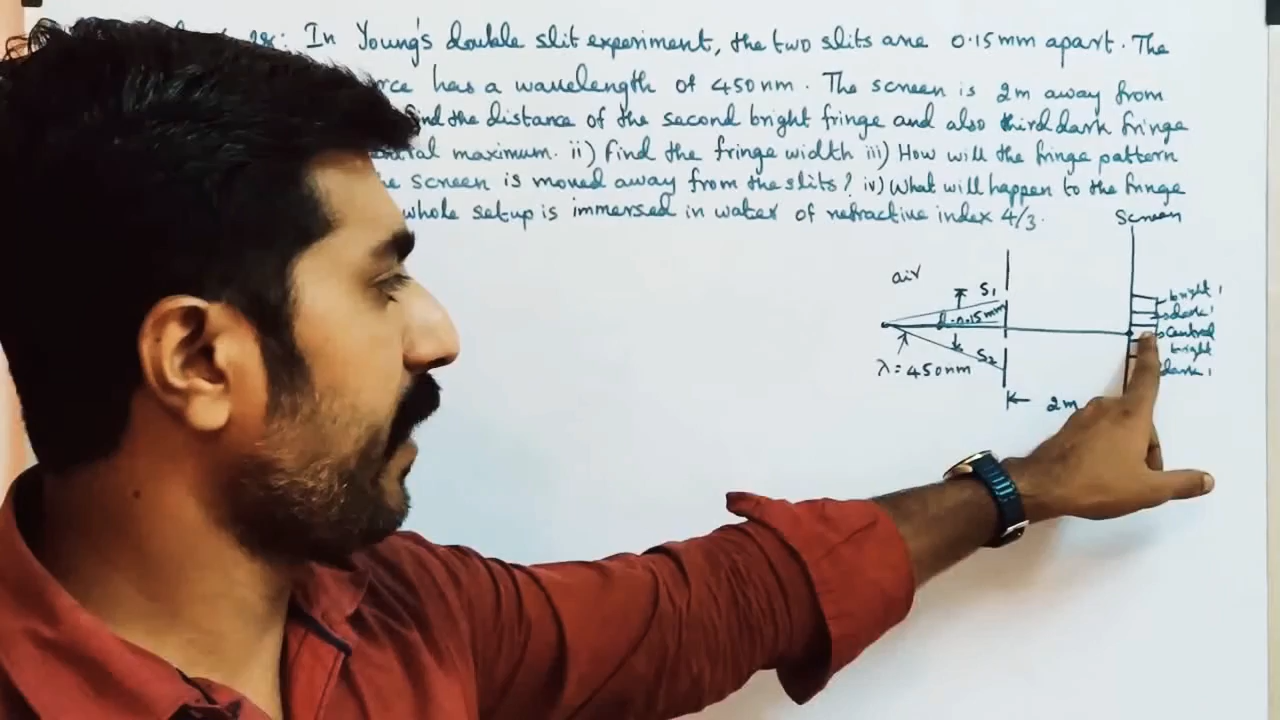 : In Young's double slit experiment, the two slits are 0.15mm apart. The
has a wavelength of 450nm. The screen is 2m away from
find the distance of the second bright fringe and also third dark fringe
maximum. ii) Find the fringe width iii) How will the fringe pattern
screen is moved away from the slits? iv) What will happen to the fringe
whole setup is immersed in water of refractive index 4/3.
Screen
air
S1
d=0.15mm
S2
λ=450nm
2m
bright 1
dark 1
Central
bright
dark 1